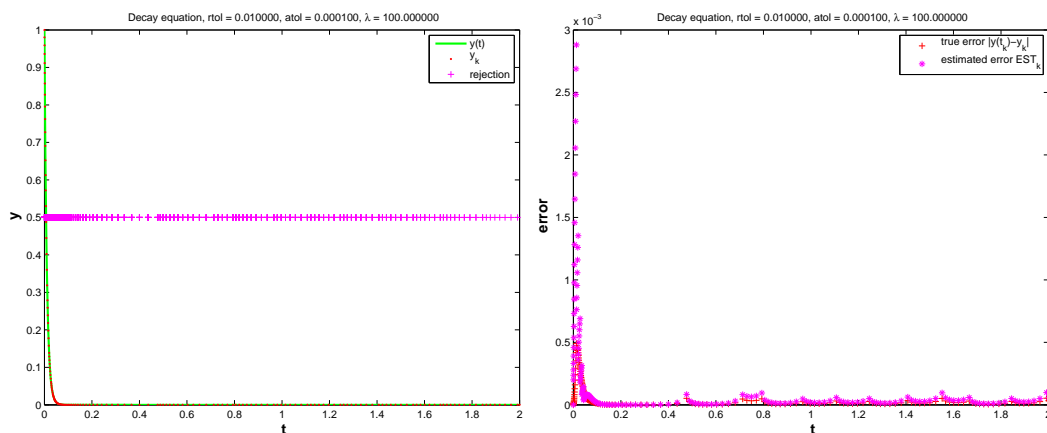 Decay equation, rtol = 0.010000, atol = 0.000100, λ = 100.000000
1
0.9
0.8
0.7
0.6
0.5
0.4
0.3
0.2
0.1
0
y
0 0.2 0.4 0.6 0.8 1 1.2 1.4 1.6 1.8 2
t
y(t)
y_k
rejection
Decay equation, rtol = 0.010000, atol = 0.000100, λ = 100.000000
x 10⁻³
3.5
3
2.5
2
1.5
1
0.5
0
error
0 0.2 0.4 0.6 0.8 1 1.2 1.4 1.6 1.8 2
t
true error |y(t_k)−y_k|
estimated error EST_k